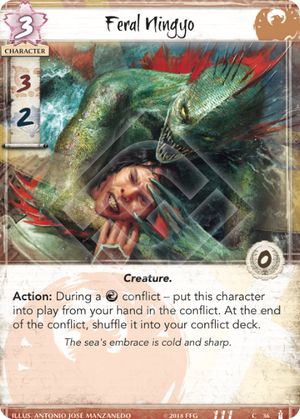 Feral Ningyo
3
CHARACTER
3
2
0
Creature.
Action: During a conflict – put this character
into play from your hand in the conflict. At the end
of the conflict, shuffle it into your conflict deck.
The sea's embrace is cold and sharp.
ILLUS: ANTONIO JOSÉ MANZANEDO
©2018 FFG
111
C
36